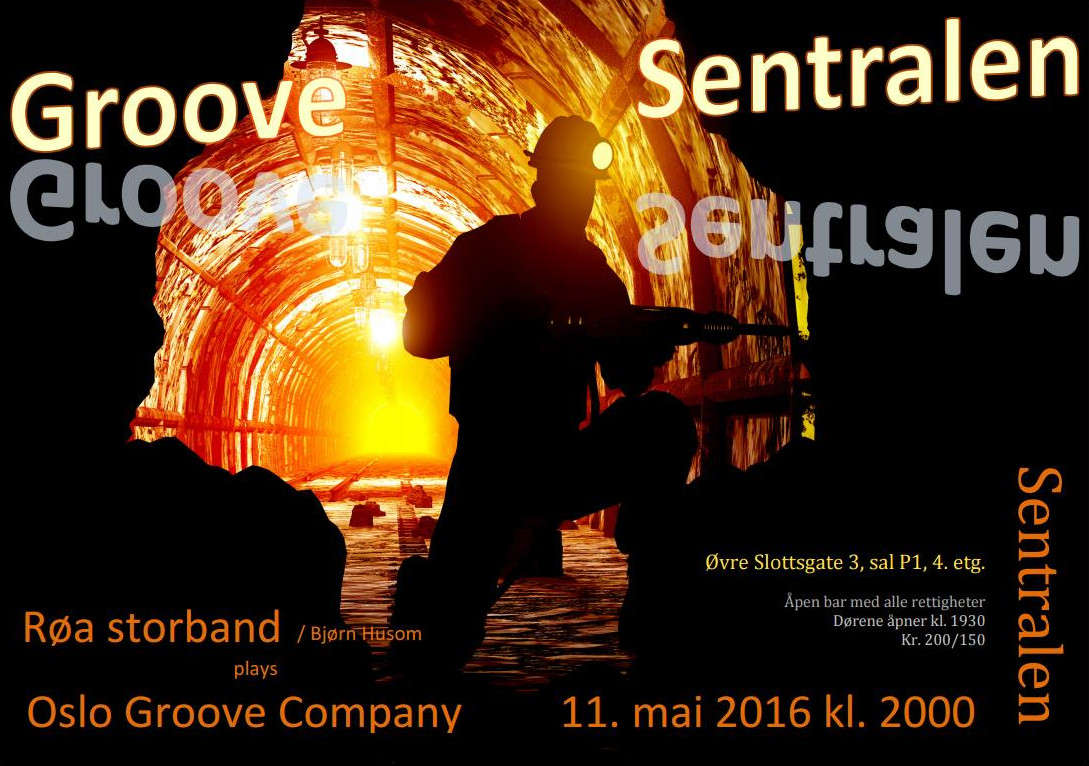 Groove Sentralen
Groove Sentralen
Øvre Slottsgate 3, sal P1, 4. etg.
Åpen bar med alle rettigheter
Dørene åpner kl. 1930
Kr. 200/150
Sentralen
Røa storband / Bjørn Husom
plays
Oslo Groove Company
11. mai 2016 kl. 2000